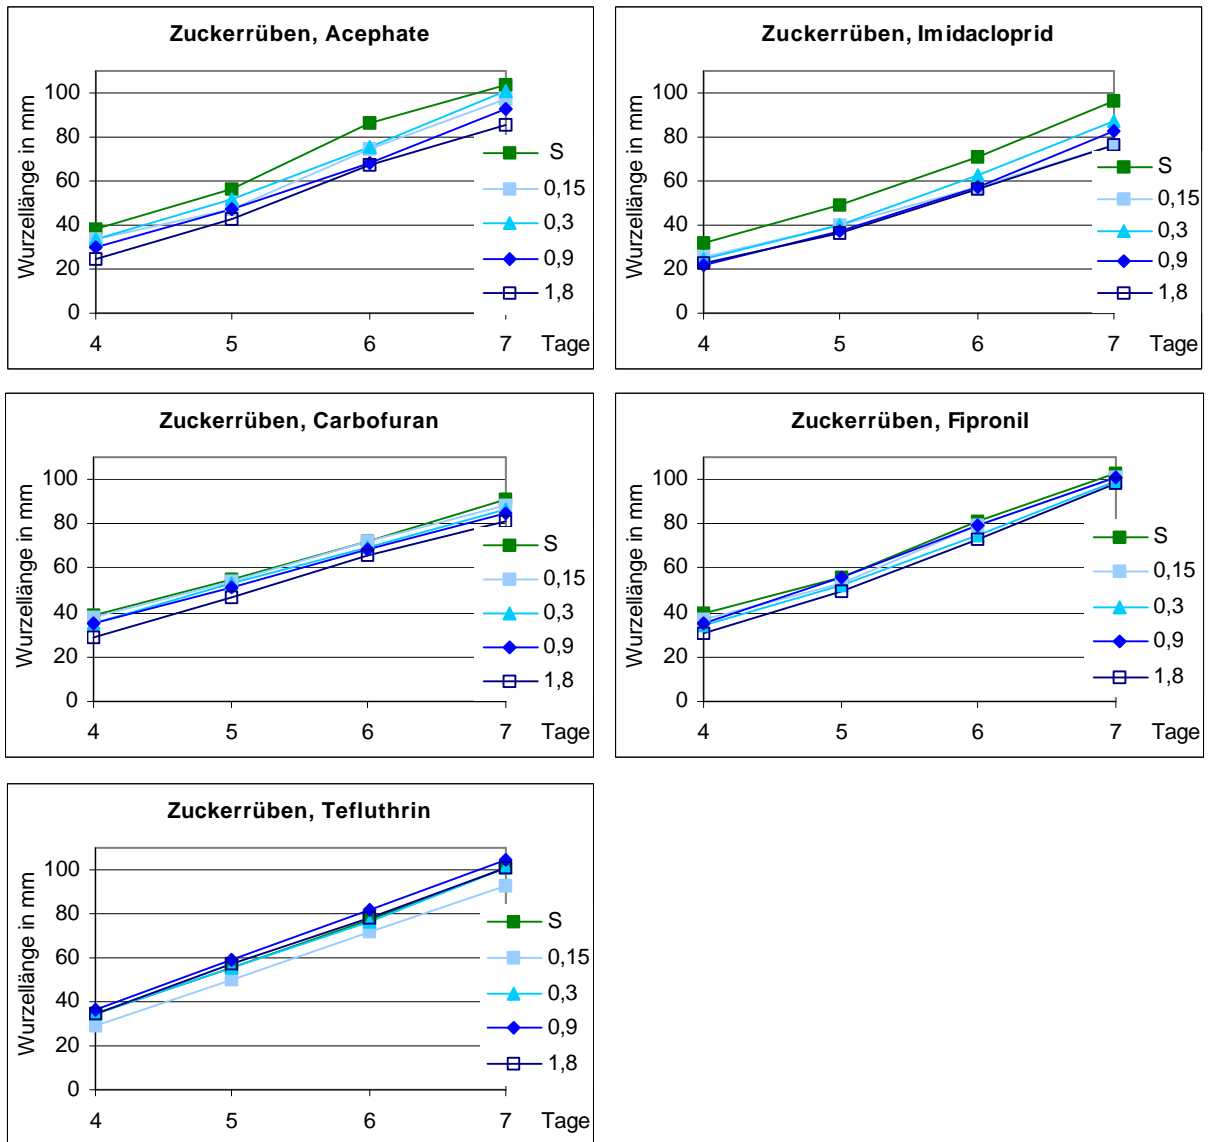 Zuckerrüben, Acephate
Wurzellänge in mm
100
80
60
40
20
0
4 5 6 7 Tage
S
0,15
0,3
0,9
1,8
Zuckerrüben, Imidacloprid
Wurzellänge in mm
100
80
60
40
20
0
4 5 6 7 Tage
S
0,15
0,3
0,9
1,8
Zuckerrüben, Carbofuran
Wurzellänge in mm
100
80
60
40
20
0
4 5 6 7 Tage
S
0,15
0,3
0,9
1,8
Zuckerrüben, Fipronil
Wurzellänge in mm
100
80
60
40
20
0
4 5 6 7 Tage
S
0,15
0,3
0,9
1,8
Zuckerrüben, Tefluthrin
Wurzellänge in mm
100
80
60
40
20
0
4 5 6 7 Tage
S
0,15
0,3
0,9
1,8